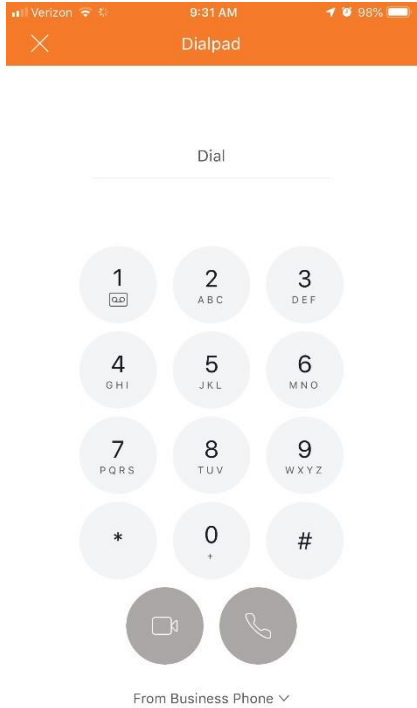 Verizon 9:31 AM 98%
Dialpad
Dial
1 2 3
ABC DEF
4 5 6
GHI JKL MNO
7 8 9
PQRS TUV WXYZ
* 0 #
+
From Business Phone